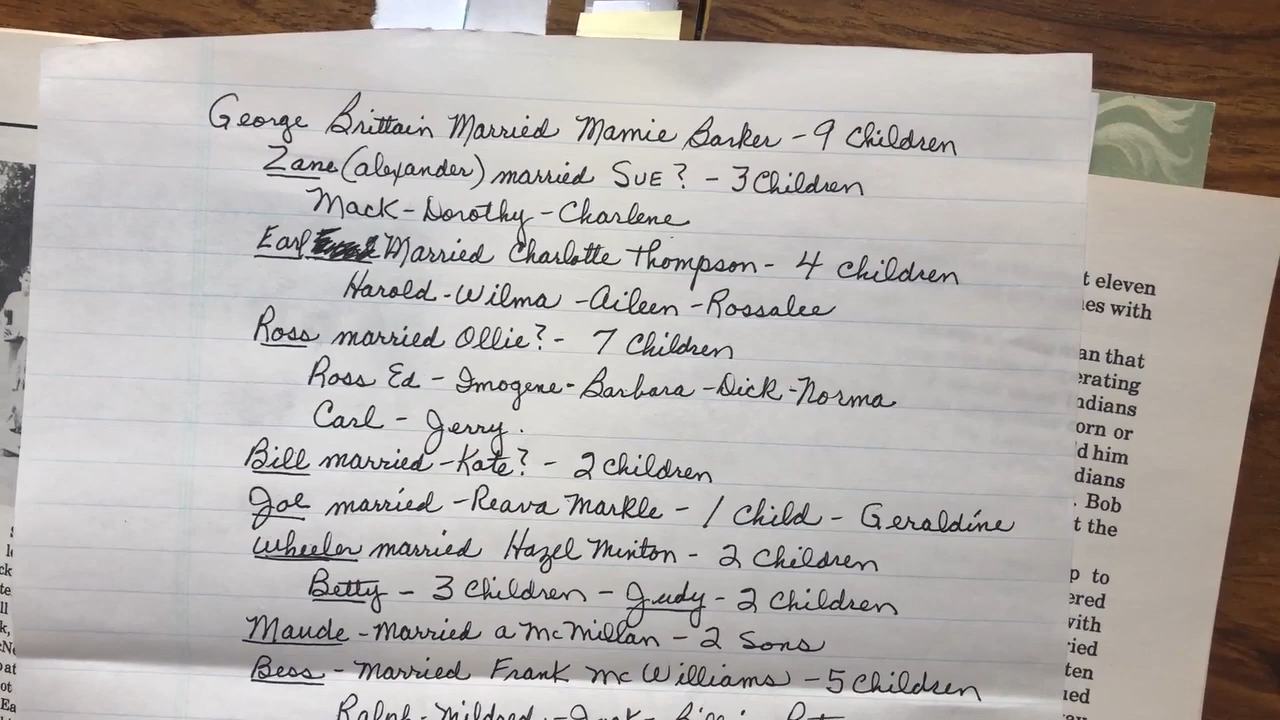 George Brittain Married Mamie Barker - 9 Children
Zane (alexander) married SUE? - 3 Children
Mack - Dorothy - Charlene
Earl Married Charlotte Thompson - 4 Children
Harold - Wilma - Aileen - Rossalee
Ross married Ollie? - 7 Children
Ross Ed - Imogene - Barbara - Dick - Norma
Carl - Jerry.
Bill married - Kate? - 2 Children
Joe married - Reava Markle - 1 Child - Geraldine
Wheeler married Hazel Minton - 2 Children
Betty - 3 Children - Judy - 2 Children
Maude - Married a McMillan - 2 Sons
Bess - Married Frank McWilliams - 5 Children
Ralph - Mildred
t eleven
es with
an that
erating
ndians
orn or
d him
dians
. Bob
t the
p to
ered
with
ried
ten
ned